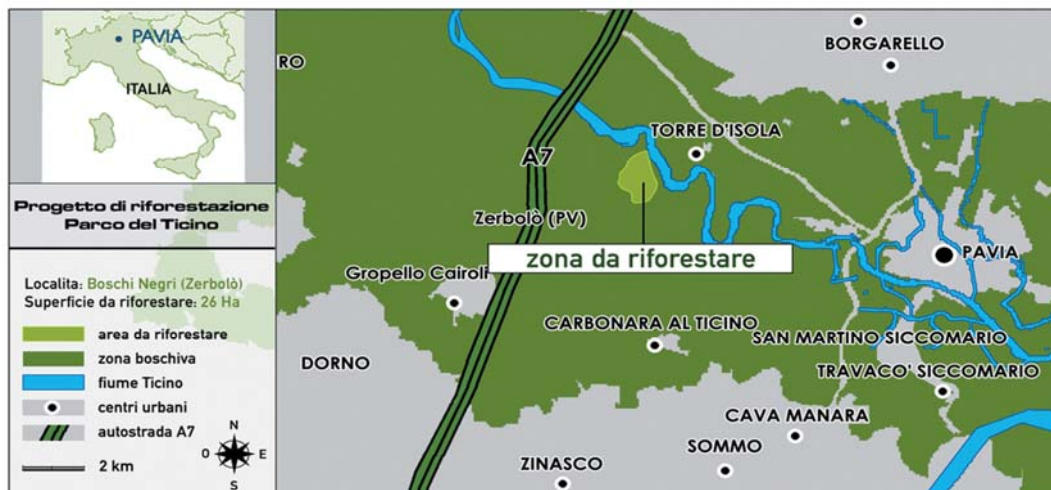 PAVIA
ITALIA
Progetto di riforestazione
Parco del Ticino
Localita: Boschi Negri (Zerbolò)
Superficie da riforestare: 26 Ha
area da riforestare
zona boschiva
fiume Ticino
centri urbani
autostrada A7
2 km
N
O
E
S
RO
BORGARELLO
TORRE D'ISOLA
A7
Zerbolò (PV)
zona da riforestare
PAVIA
Gropello Cairoli
CARBONARA AL TICINO
SAN MARTINO SICCOMARIO
DORNO
TRAVACO' SICCOMARIO
CAVA MANARA
SOMMO
ZINASCO